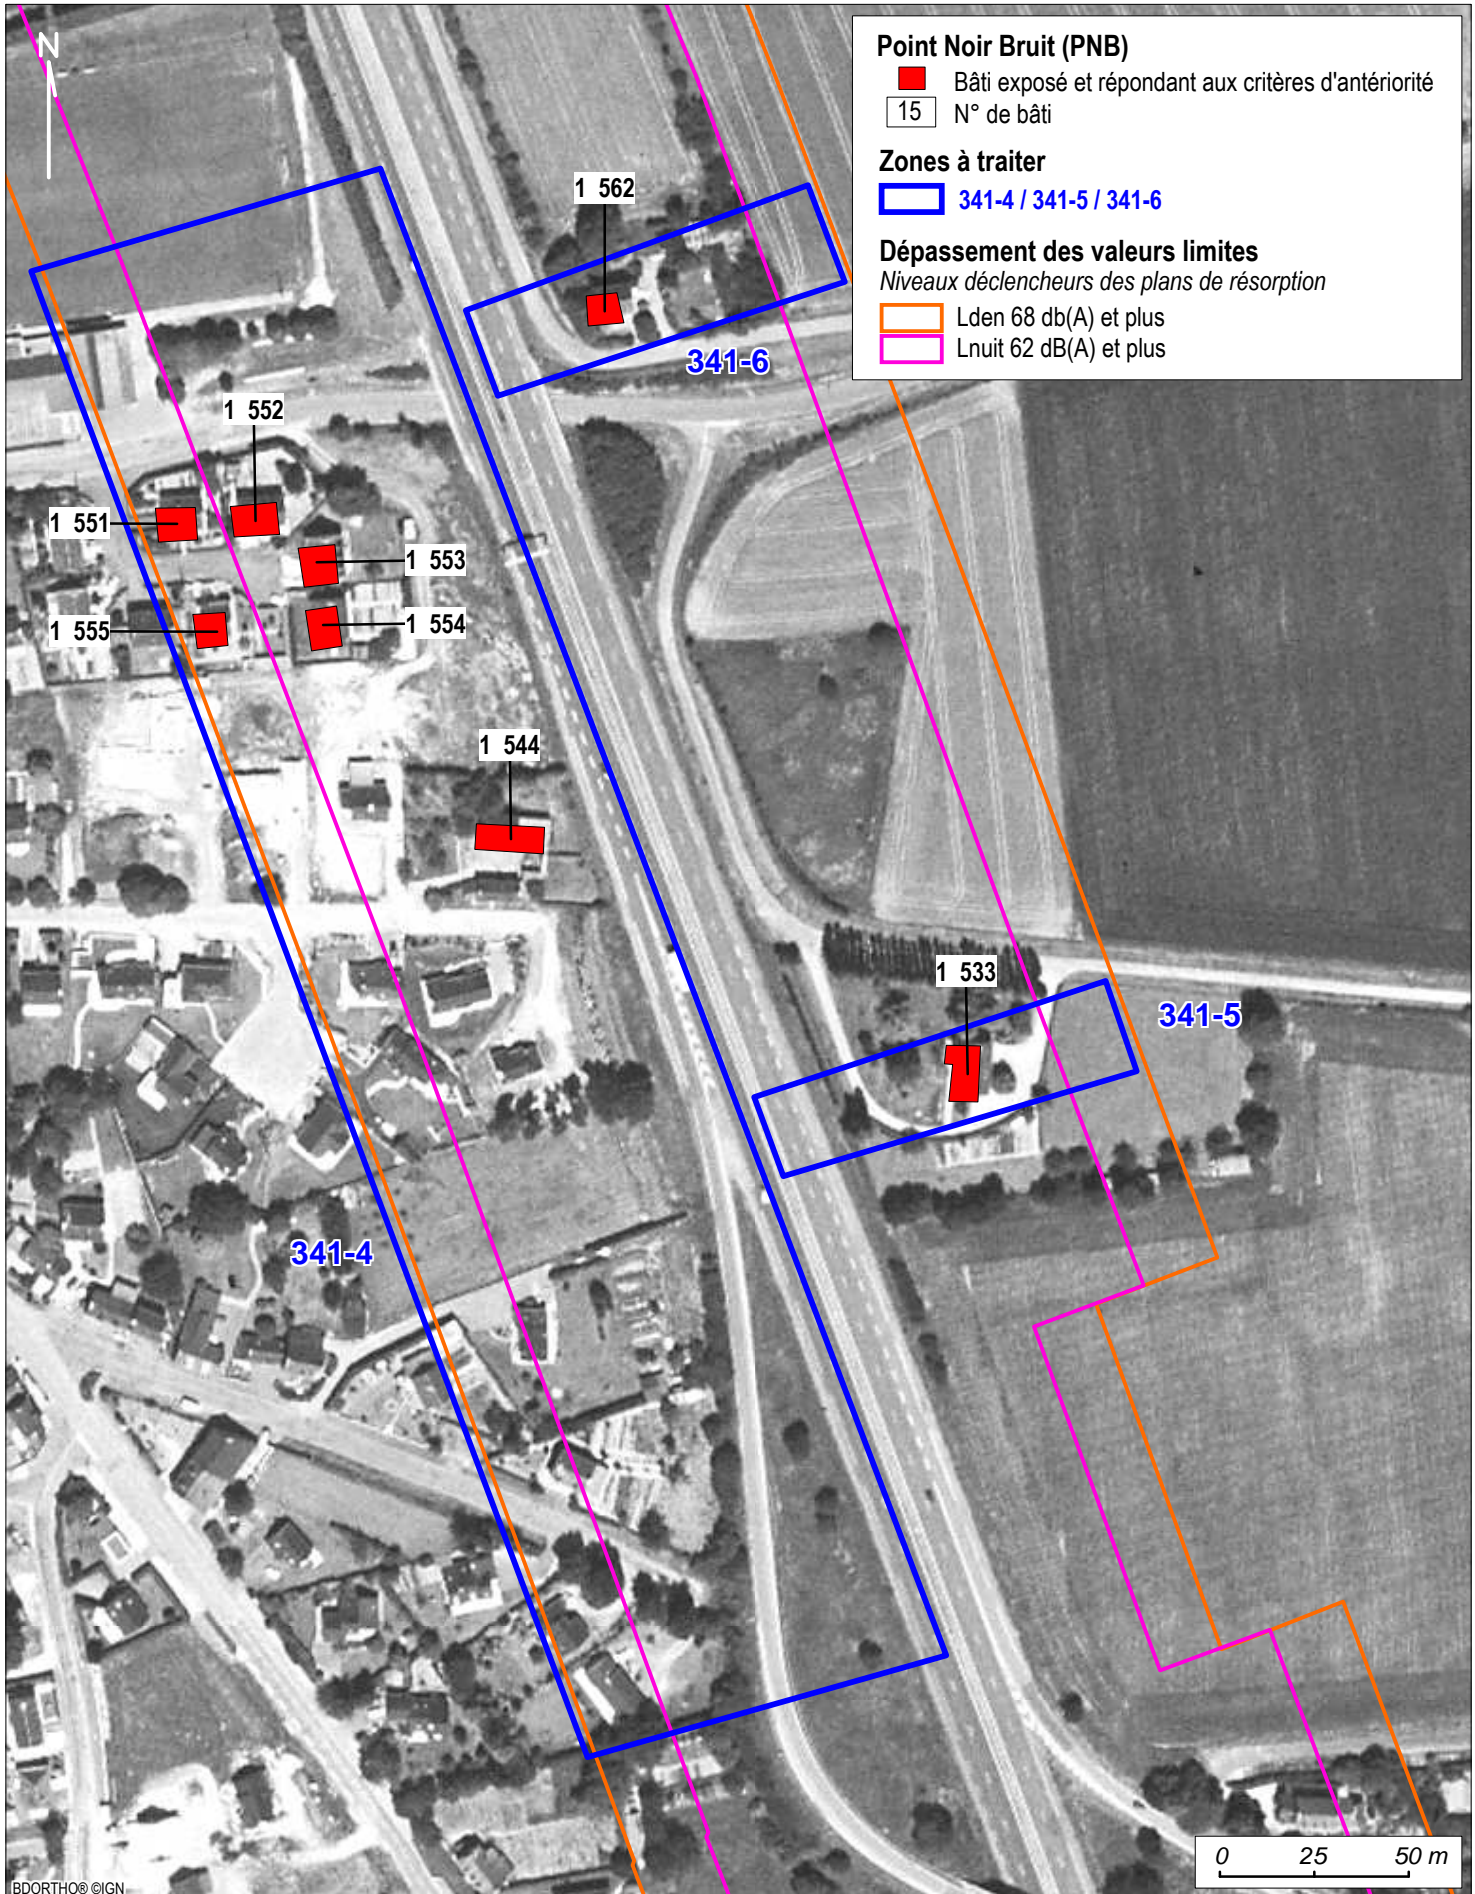 N
Point Noir Bruit (PNB)
Bâti exposé et répondant aux critères d'antériorité
15 N° de bâti
Zones à traiter
341-4 / 341-5 / 341-6
Dépassement des valeurs limites
Niveaux déclencheurs des plans de résorption
Lden 68 db(A) et plus
Lnuit 62 dB(A) et plus
1 562
341-6
1 552
1 551
1 553
1 554
1 555
1 544
1 533
341-5
341-4
0 25 50 m
BDORTHO® ©IGN